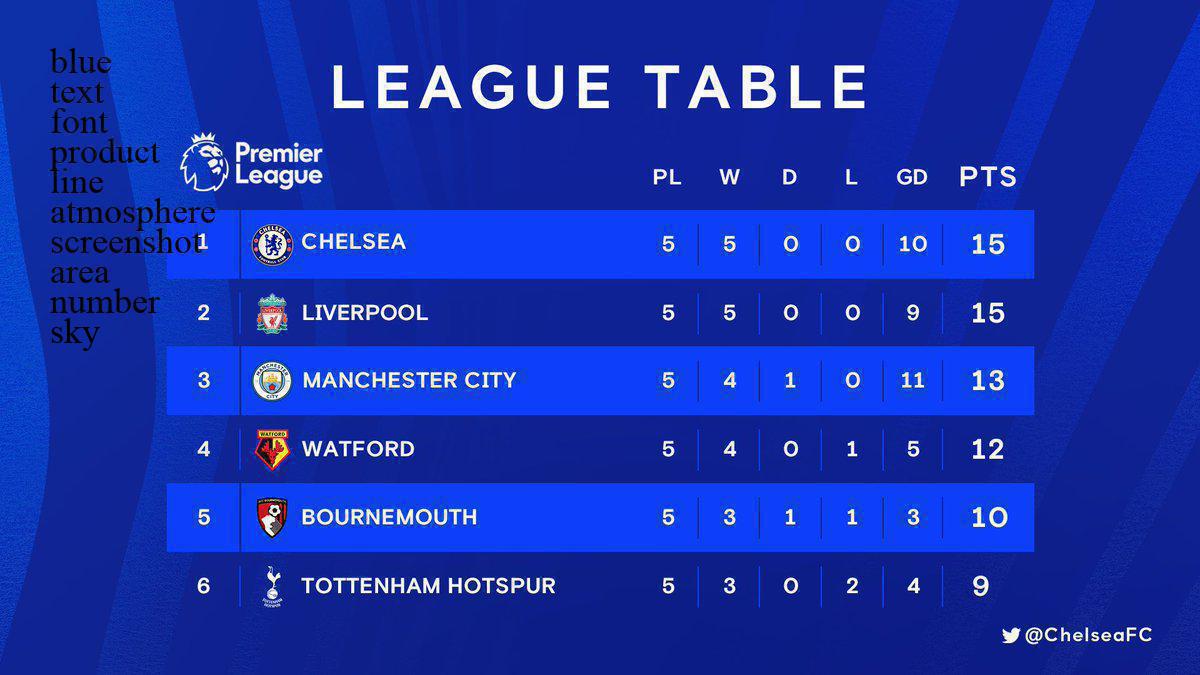 blue
text
font
product
line
atmosphere
screenshot
area
number
sky
LEAGUE TABLE
Premier
League
PL W D L GD PTS
1 CHELSEA 5 5 0 0 10 15
2 LIVERPOOL 5 5 0 0 9 15
3 MANCHESTER CITY 5 4 1 0 11 13
4 WATFORD 5 4 0 1 5 12
5 BOURNEMOUTH 5 3 1 1 3 10
6 TOTTENHAM HOTSPUR 5 3 0 2 4 9
@ChelseaFC